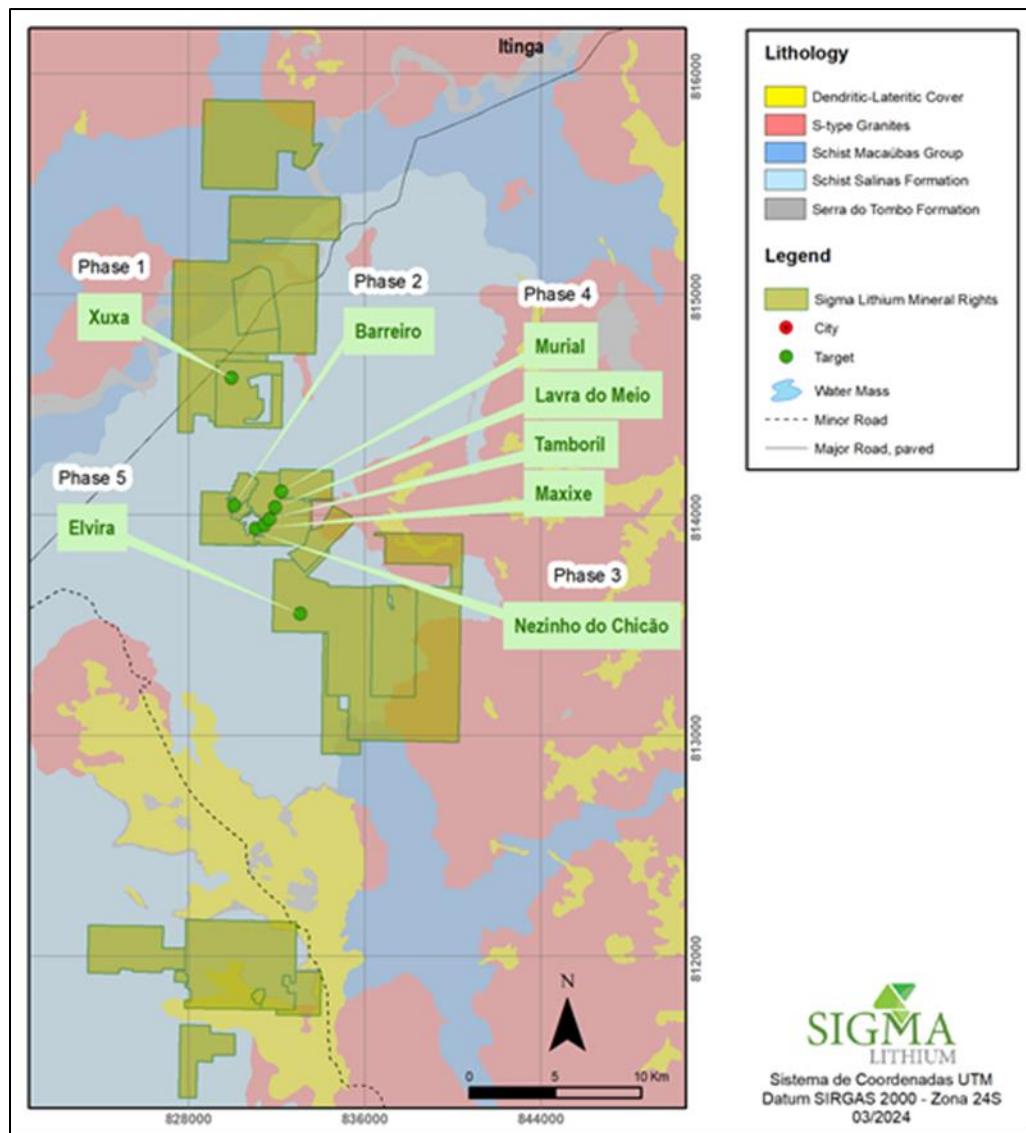 Itinga
816000
815000
814000
813000
812000
828000
836000
844000
Phase 1
Xuxa
Phase 2
Barreiro
Phase 4
Murial
Lavra do Meio
Tamboril
Maxixe
Phase 5
Elvira
Phase 3
Nezinho do Chicão
N
0 5 10 Km
Lithology
Dendritic-Lateritic Cover
S-type Granites
Schist Macaúbas Group
Schist Salinas Formation
Serra do Tombo Formation
Legend
Sigma Lithium Mineral Rights
City
Target
Water Mass
Minor Road
Major Road, paved
SIGMA
LITHIUM
Sistema de Coordenadas UTM
Datum SIRGAS 2000 - Zona 24S
03/2024